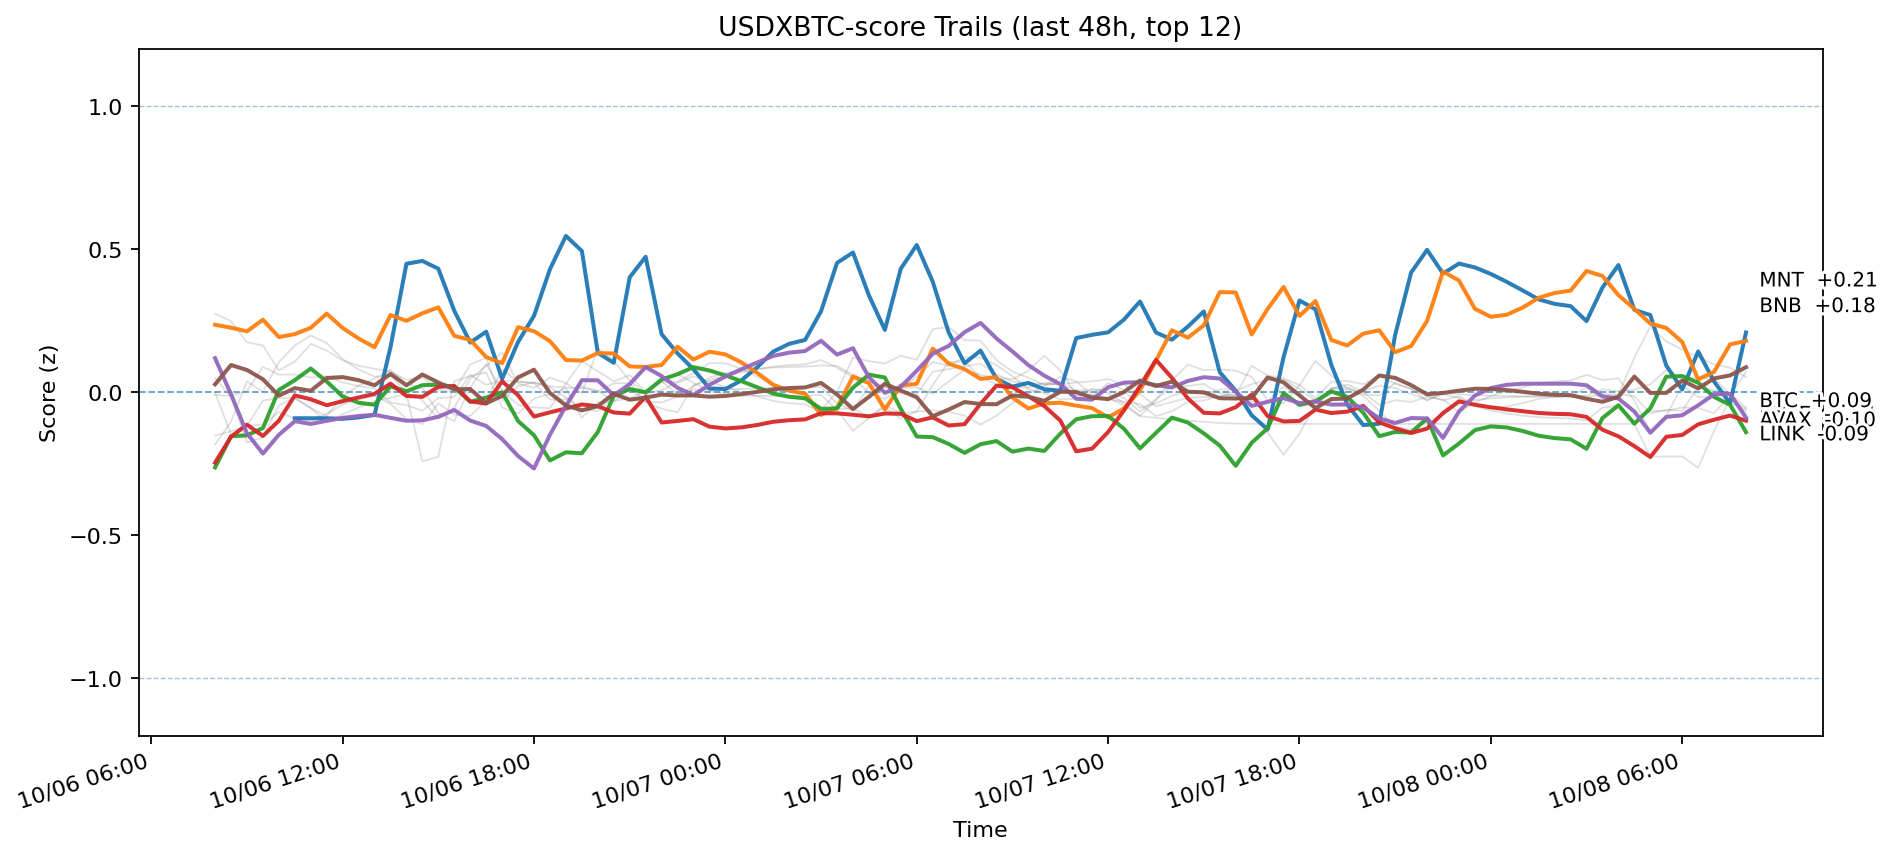 USDXBTC-score Trails (last 48h, top 12)
Score (z)
1.0
0.5
0.0
−0.5
−1.0
MNT +0.21
BNB +0.18
BTC +0.09
AVAX -0.10
LINK -0.09
10/06 06:00
10/06 12:00
10/06 18:00
10/07 00:00
10/07 06:00
10/07 12:00
10/07 18:00
10/08 00:00
10/08 06:00
Time